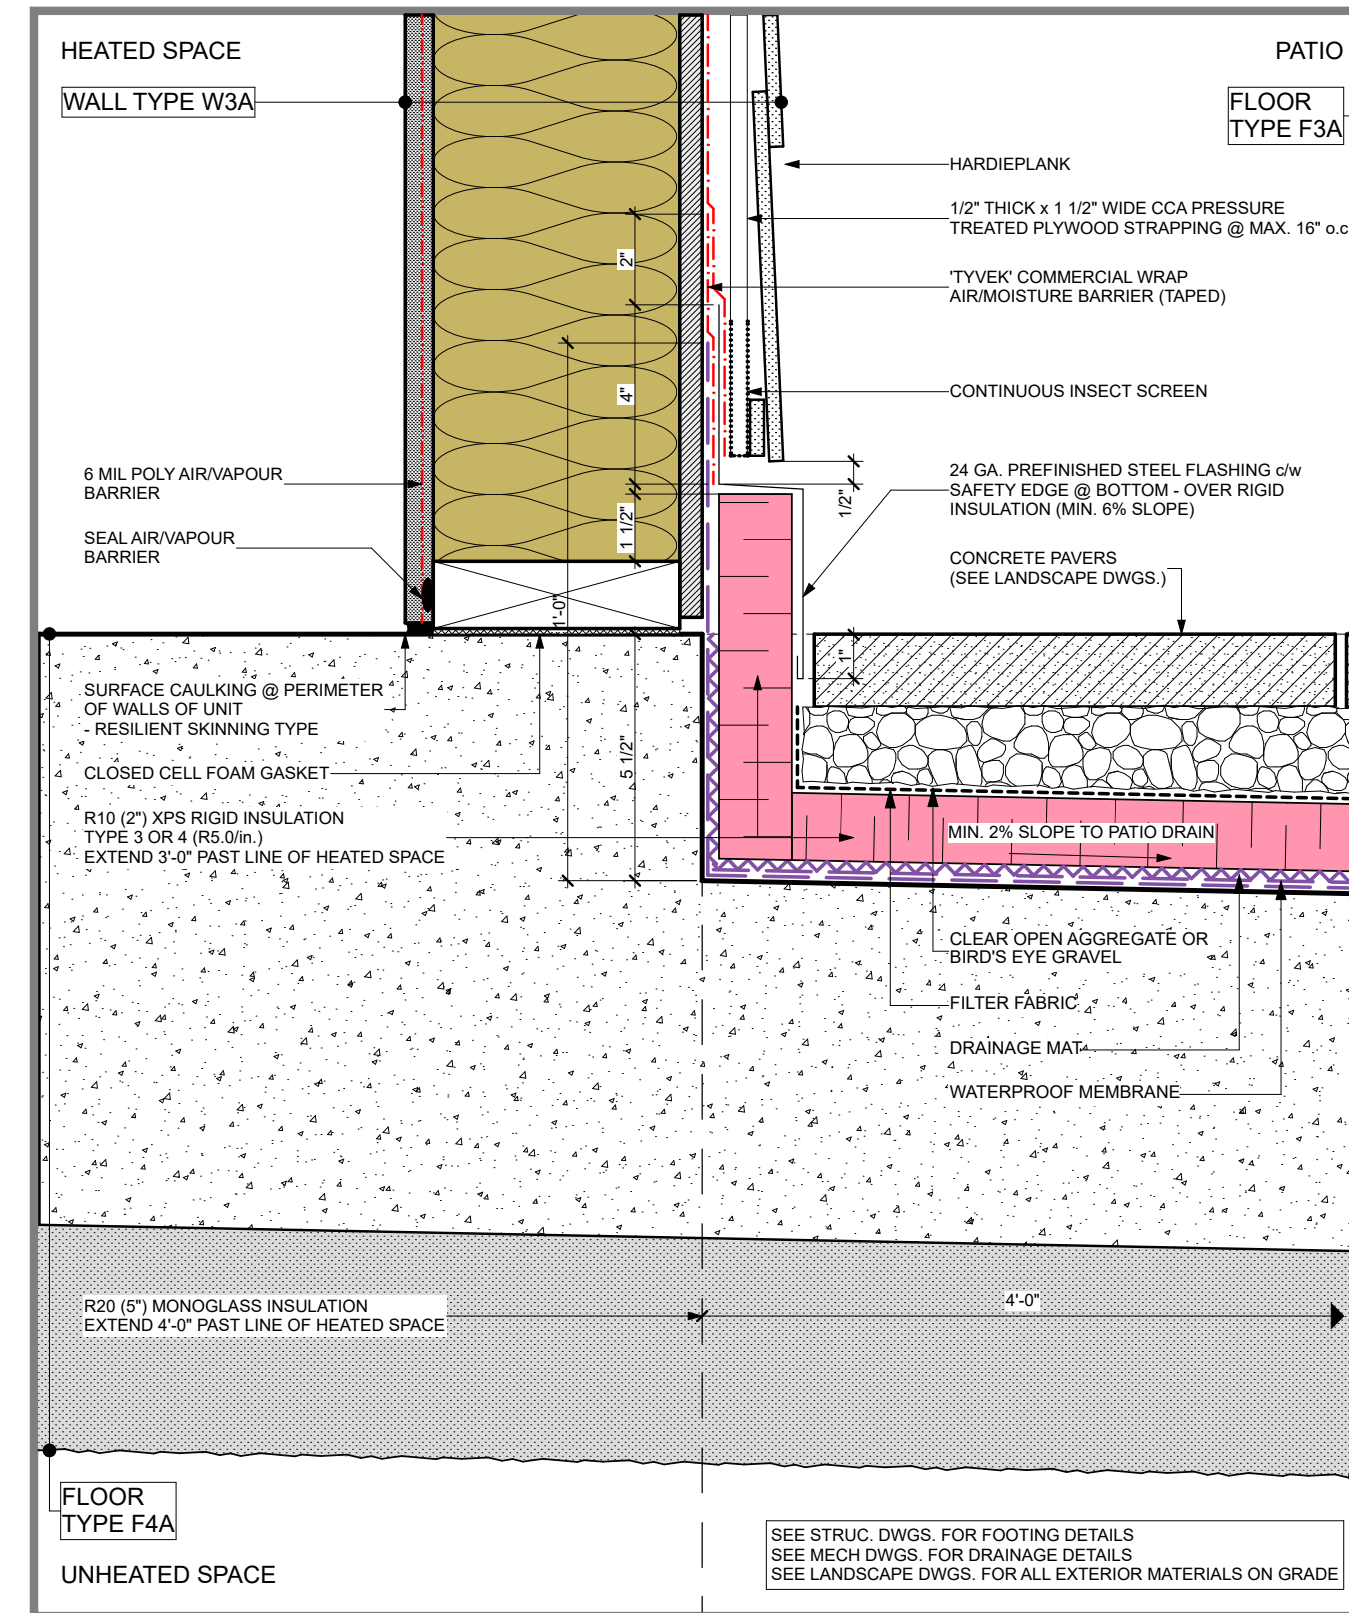 HEATED SPACE
PATIO
WALL TYPE W3A
FLOOR
TYPE F3A
HARDIEPLANK
1/2" THICK x 1 1/2" WIDE CCA PRESSURE
TREATED PLYWOOD STRAPPING @ MAX. 16" o.c
'TYVEK' COMMERCIAL WRAP
AIR/MOISTURE BARRIER (TAPED)
2"
4"
CONTINUOUS INSECT SCREEN
6 MIL POLY AIR/VAPOUR
BARRIER
24 GA. PREFINISHED STEEL FLASHING c/w
SAFETY EDGE @ BOTTOM - OVER RIGID
INSULATION (MIN. 6% SLOPE)
1/2"
1 1/2"
SEAL AIR/VAPOUR
BARRIER
CONCRETE PAVERS
(SEE LANDSCAPE DWGS.)
1'-0"
1"
SURFACE CAULKING @ PERIMETER
OF WALLS OF UNIT
- RESILIENT SKINNING TYPE
5 1/2"
CLOSED CELL FOAM GASKET
R10 (2") XPS RIGID INSULATION
TYPE 3 OR 4 (R5.0/in.)
EXTEND 3'-0" PAST LINE OF HEATED SPACE
MIN. 2% SLOPE TO PATIO DRAIN
CLEAR OPEN AGGREGATE OR
BIRD'S EYE GRAVEL
FILTER FABRIC
DRAINAGE MAT
WATERPROOF MEMBRANE
R20 (5") MONOGLASS INSULATION
EXTEND 4'-0" PAST LINE OF HEATED SPACE
4'-0"
FLOOR
TYPE F4A
UNHEATED SPACE
SEE STRUC. DWGS. FOR FOOTING DETAILS
SEE MECH DWGS. FOR DRAINAGE DETAILS
SEE LANDSCAPE DWGS. FOR ALL EXTERIOR MATERIALS ON GRADE